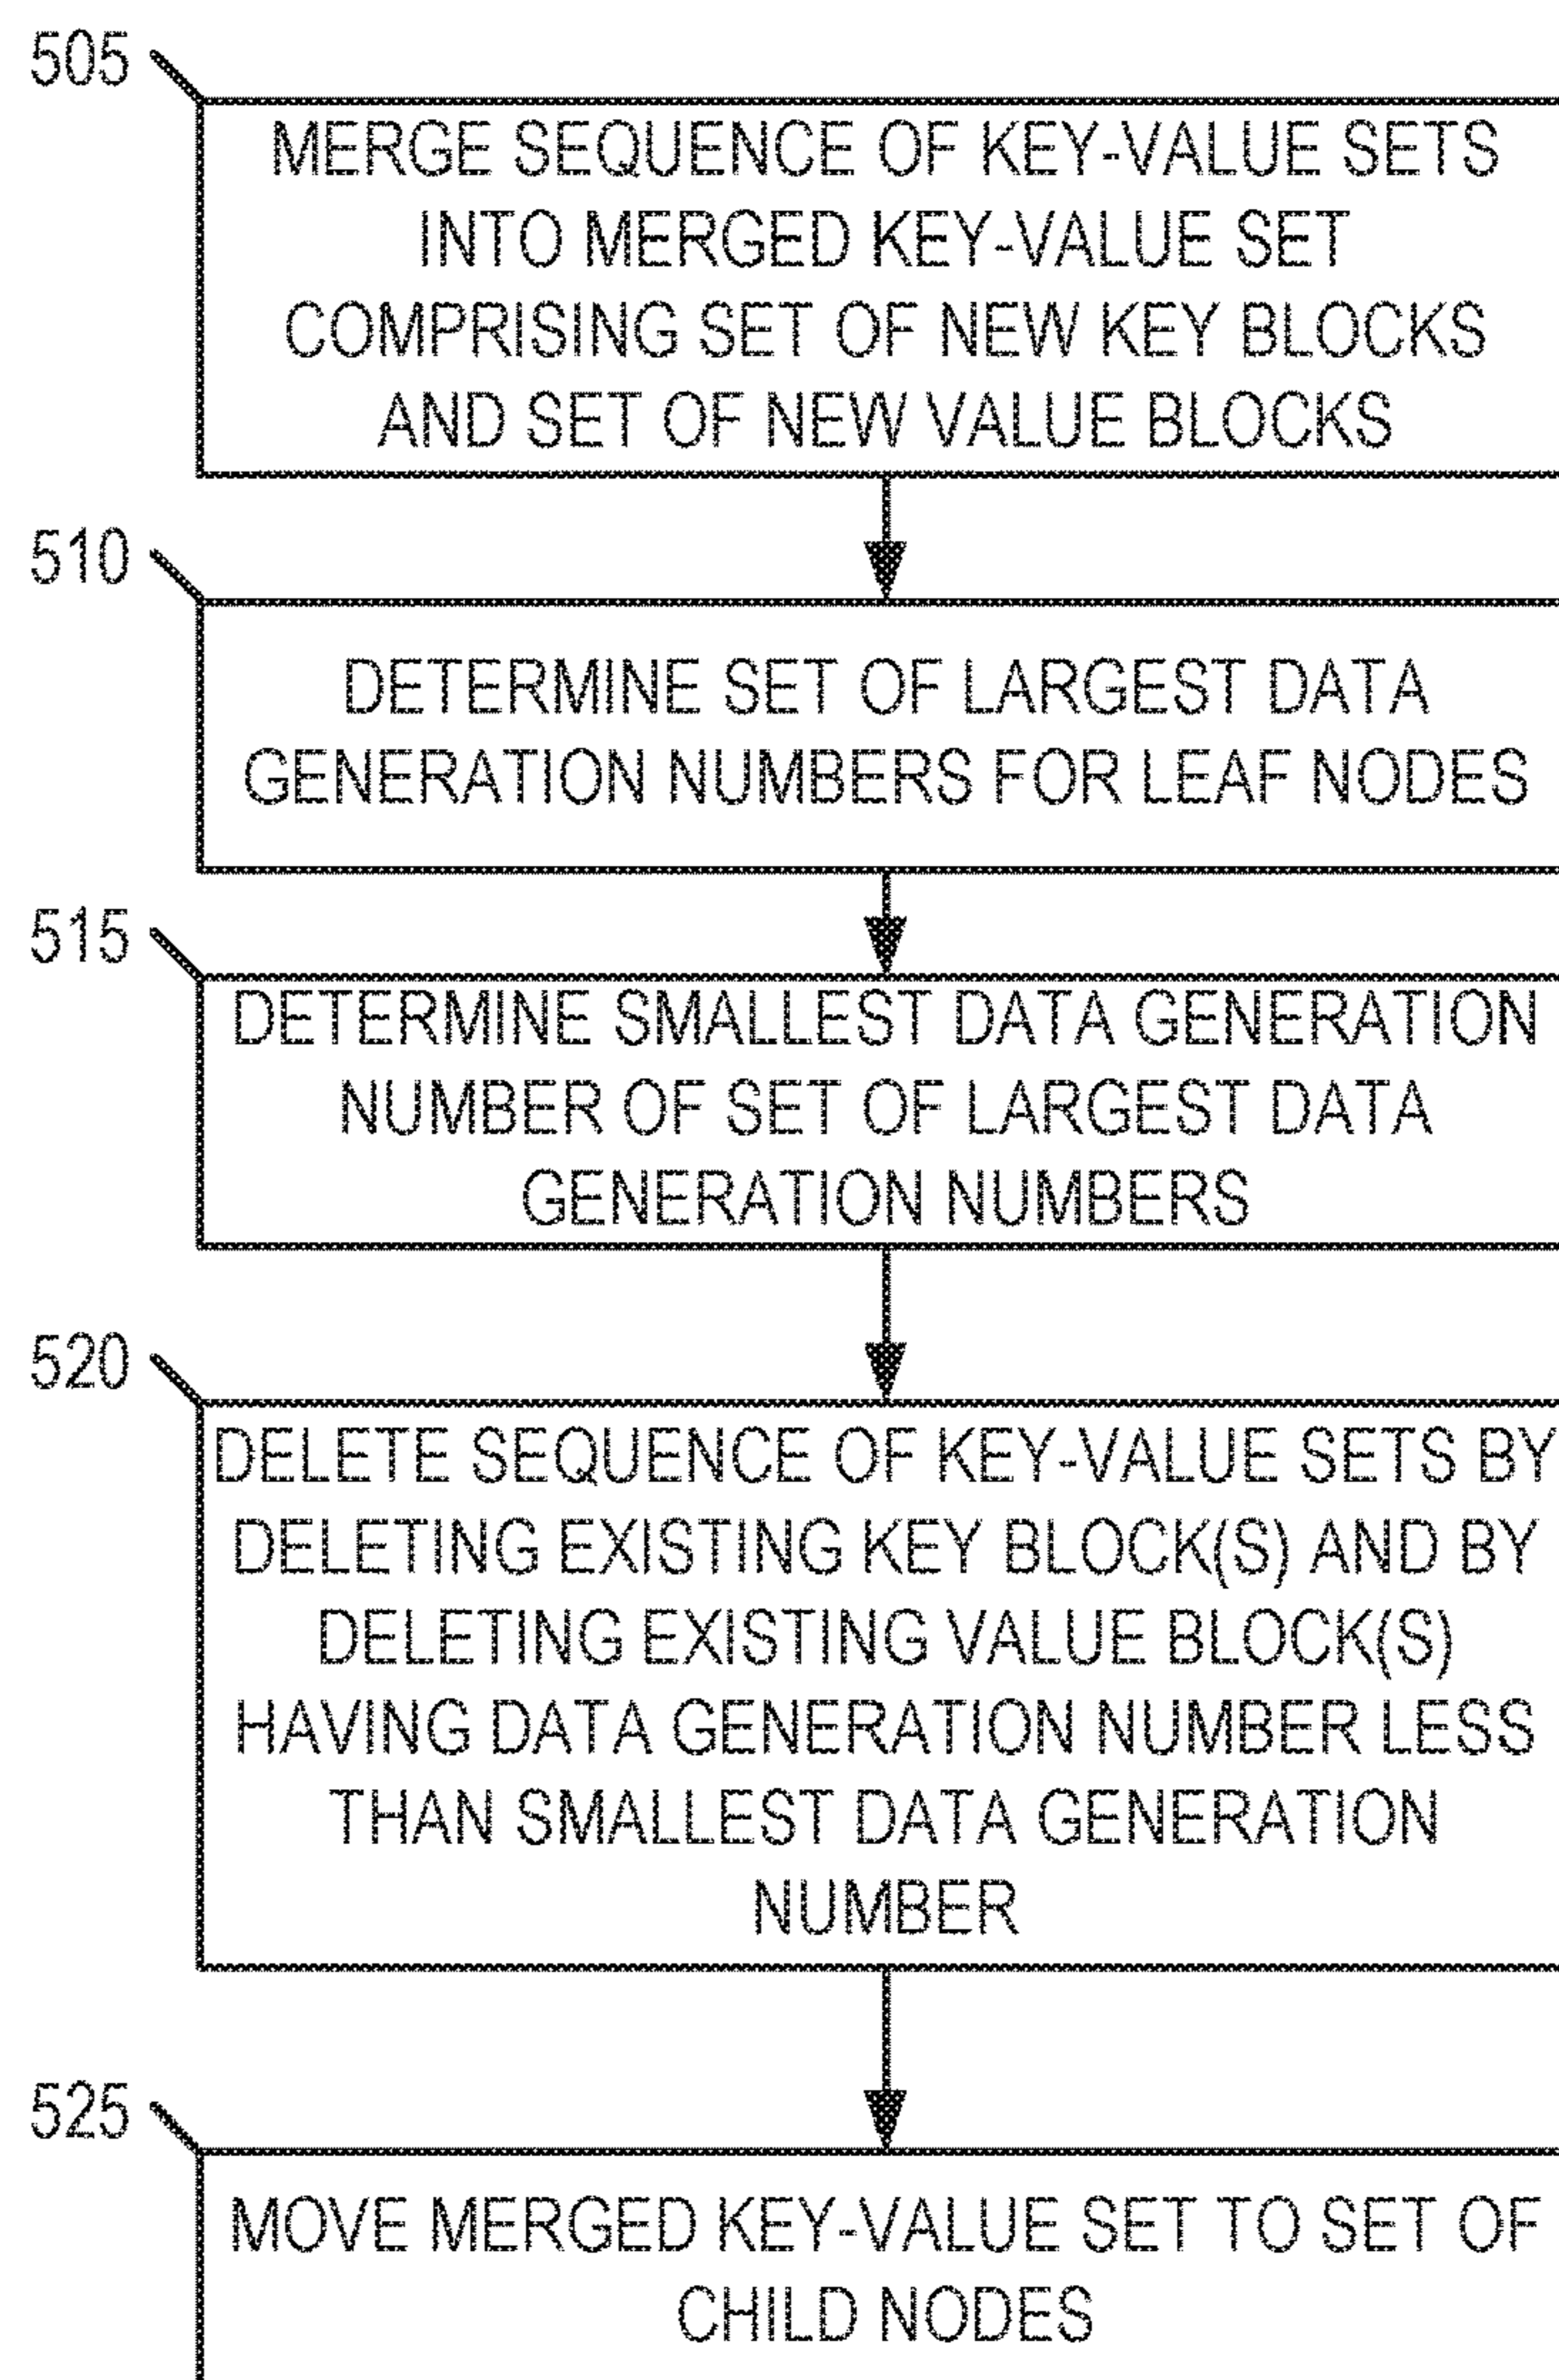 505
MERGE SEQUENCE OF KEY-VALUE SETS
INTO MERGED KEY-VALUE SET
COMPRISING SET OF NEW KEY BLOCKS
AND SET OF NEW VALUE BLOCKS
510
DETERMINE SET OF LARGEST DATA
GENERATION NUMBERS FOR LEAF NODES
515
DETERMINE SMALLEST DATA GENERATION
NUMBER OF SET OF LARGEST DATA
GENERATION NUMBERS
520
DELETE SEQUENCE OF KEY-VALUE SETS BY
DELETING EXISTING KEY BLOCK(S) AND BY
DELETING EXISTING VALUE BLOCK(S)
HAVING DATA GENERATION NUMBER LESS
THAN SMALLEST DATA GENERATION
NUMBER
525
MOVE MERGED KEY-VALUE SET TO SET OF
CHILD NODES